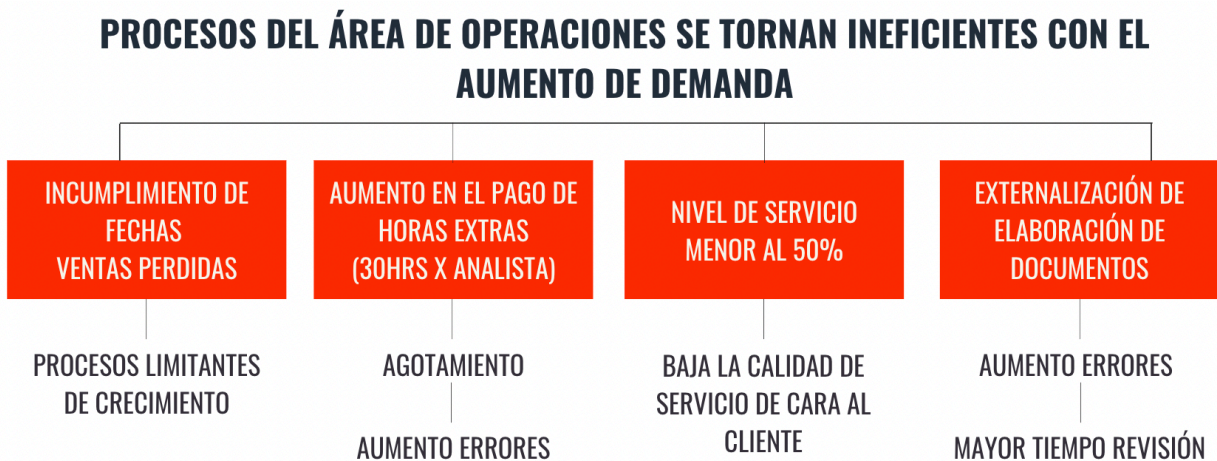 PROCESOS DEL ÁREA DE OPERACIONES SE TORNAN INEFICIENTES CON EL
AUMENTO DE DEMANDA
INCUMPLIMIENTO DE
FECHAS
VENTAS PERDIDAS
PROCESOS LIMITANTES
DE CRECIMIENTO
AUMENTO EN EL PAGO DE
HORAS EXTRAS
(30HRS X ANALISTA)
AGOTAMIENTO
AUMENTO ERRORES
NIVEL DE SERVICIO
MENOR AL 50%
BAJA LA CALIDAD DE
SERVICIO DE CARA AL
CLIENTE
EXTERNALIZACIÓN DE
ELABORACIÓN DE
DOCUMENTOS
AUMENTO ERRORES
MAYOR TIEMPO REVISIÓN